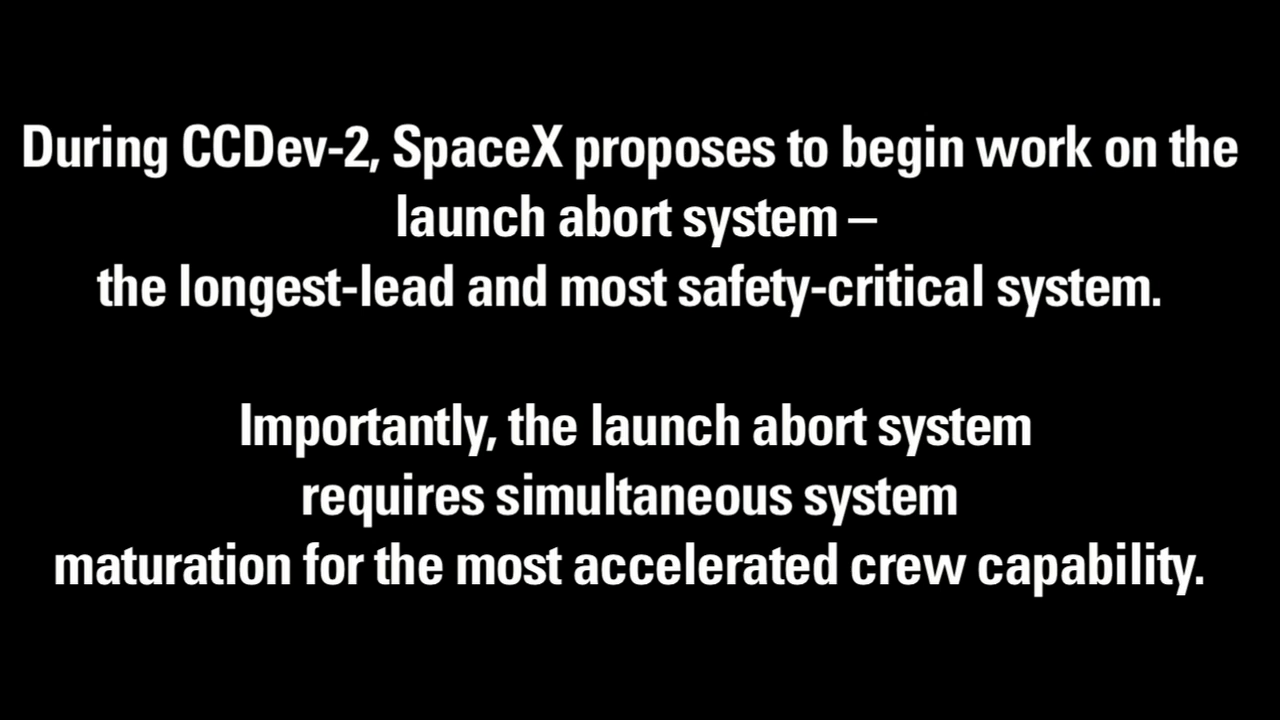 During CCDev-2, SpaceX proposes to begin work on the
launch abort system –
the longest-lead and most safety-critical system.
Importantly, the launch abort system
requires simultaneous system
maturation for the most accelerated crew capability.